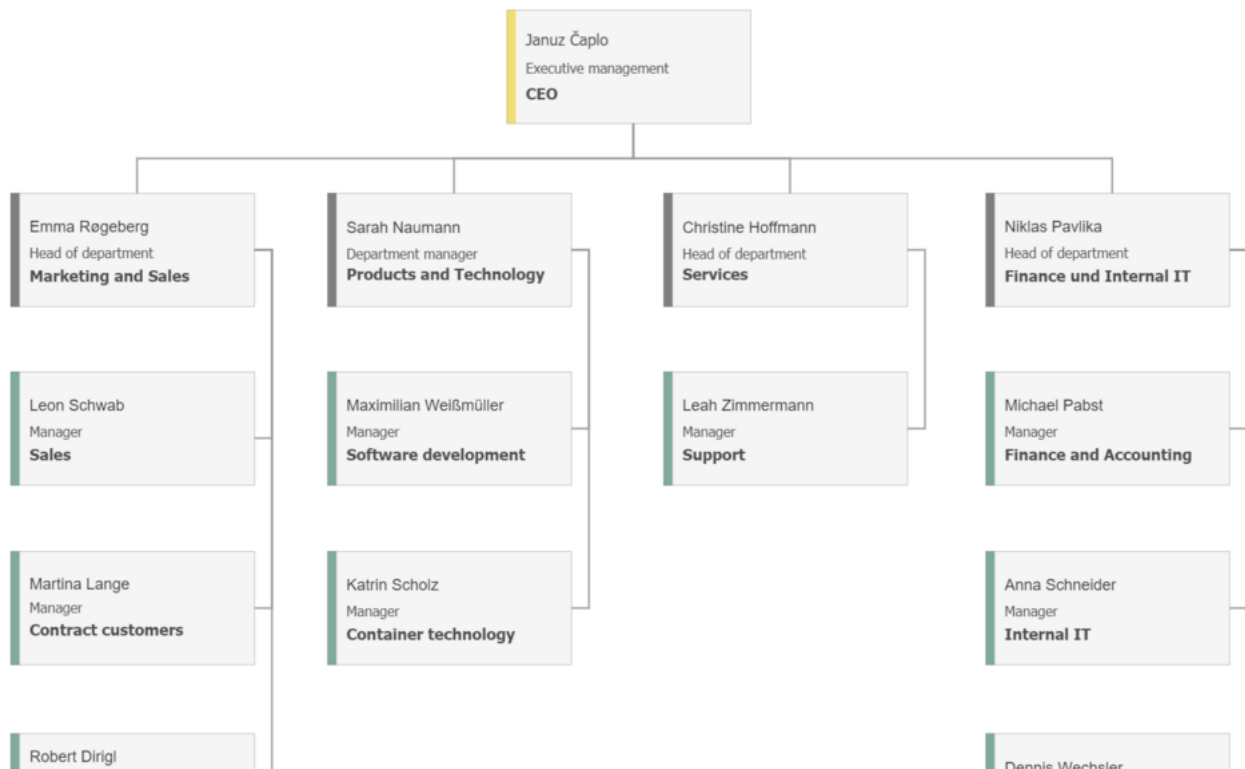 Januz Čaplo
Executive management
CEO
Emma Røgeberg
Head of department
Marketing and Sales
Sarah Naumann
Department manager
Products and Technology
Christine Hoffmann
Head of department
Services
Niklas Pavlika
Head of department
Finance und Internal IT
Leon Schwab
Manager
Sales
Maximilian Weißmüller
Manager
Software development
Leah Zimmermann
Manager
Support
Michael Pabst
Manager
Finance and Accounting
Martina Lange
Manager
Contract customers
Katrin Scholz
Manager
Container technology
Anna Schneider
Manager
Internal IT
Robert Dirigl
Dennis Wechsler